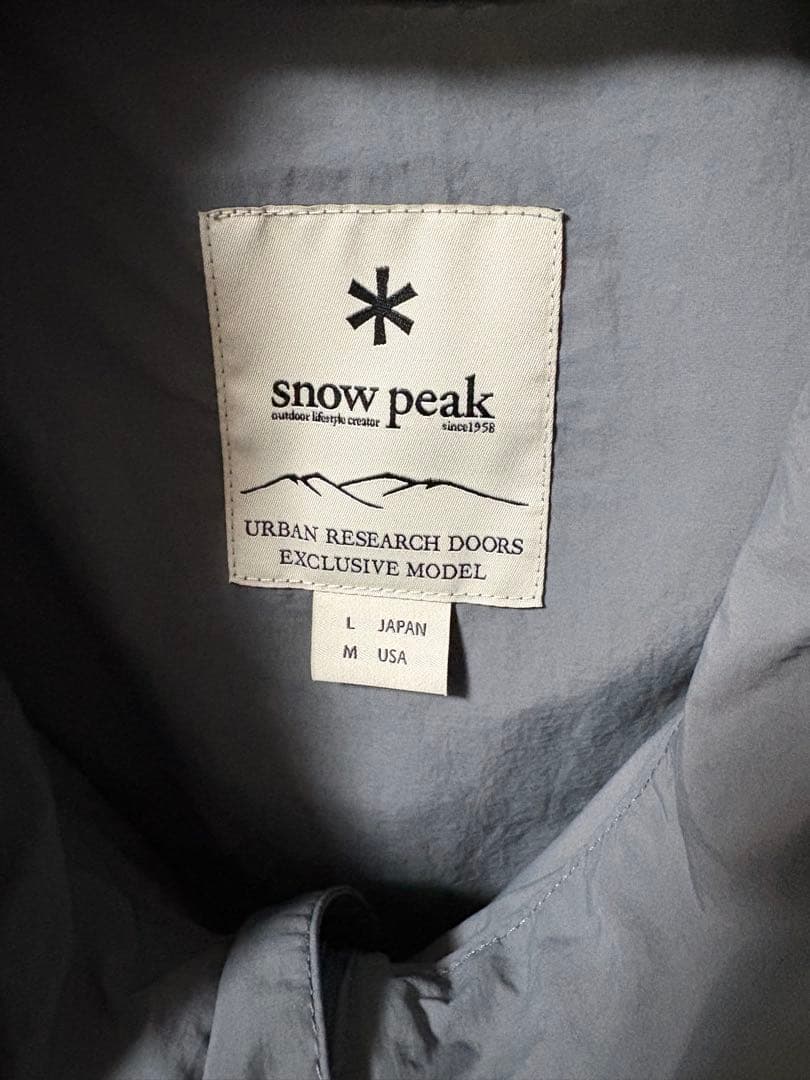 snow peak
outdoor lifestyle creator since1958
URBAN RESEARCH DOORS
EXCLUSIVE MODEL
L JAPAN
M USA